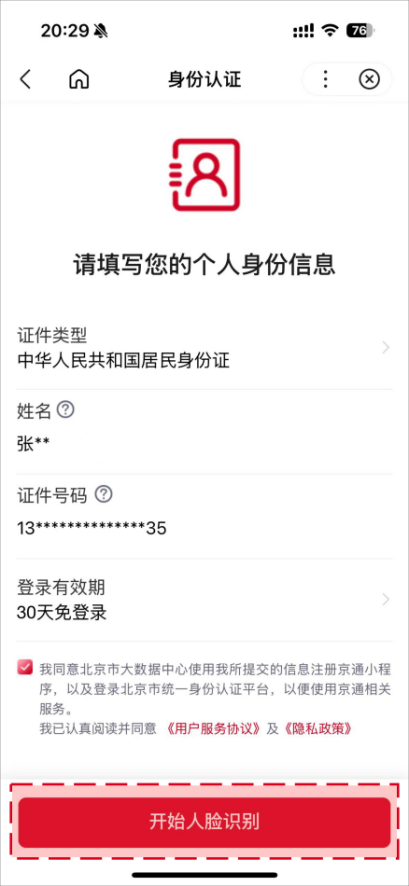 20:29
76
身份认证
请填写您的个人身份信息
证件类型
中华人民共和国居民身份证
姓名 ?
张**
证件号码 ?
13**************35
登录有效期
30天免登录
我同意北京市大数据中心使用我所提交的信息注册京通小程
序，以及登录北京市统一身份认证平台，以便使用京通相关
服务。
我已认真阅读并同意 《用户服务协议》及《隐私政策》
开始人脸识别